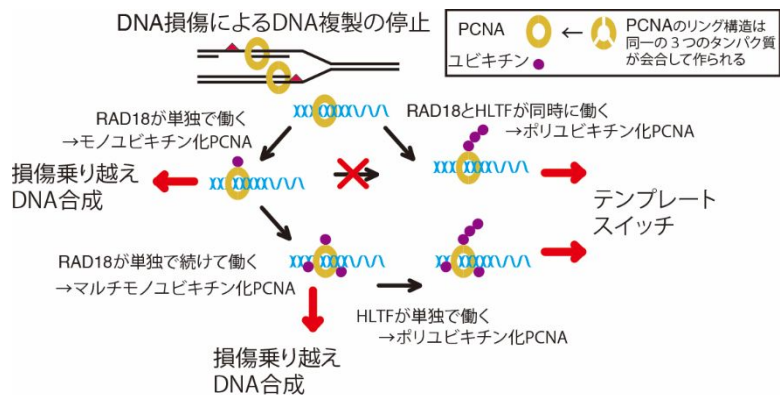 DNA損傷によるDNA複製の停止
PCNA
←
PCNAのリング構造は
同一の3つのタンパク質
が会合して作られる
ユビキチン
RAD18が単独で働く
→モノユビキチン化PCNA
RAD18とHLTFが同時に働く
→ポリユビキチン化PCNA
損傷乗り越え
DNA合成
テンプレート
スイッチ
RAD18が単独で続けて働く
→マルチモノユビキチン化PCNA
HLTFが単独で働く
→ポリユビキチン化PCNA
損傷乗り越え
DNA合成